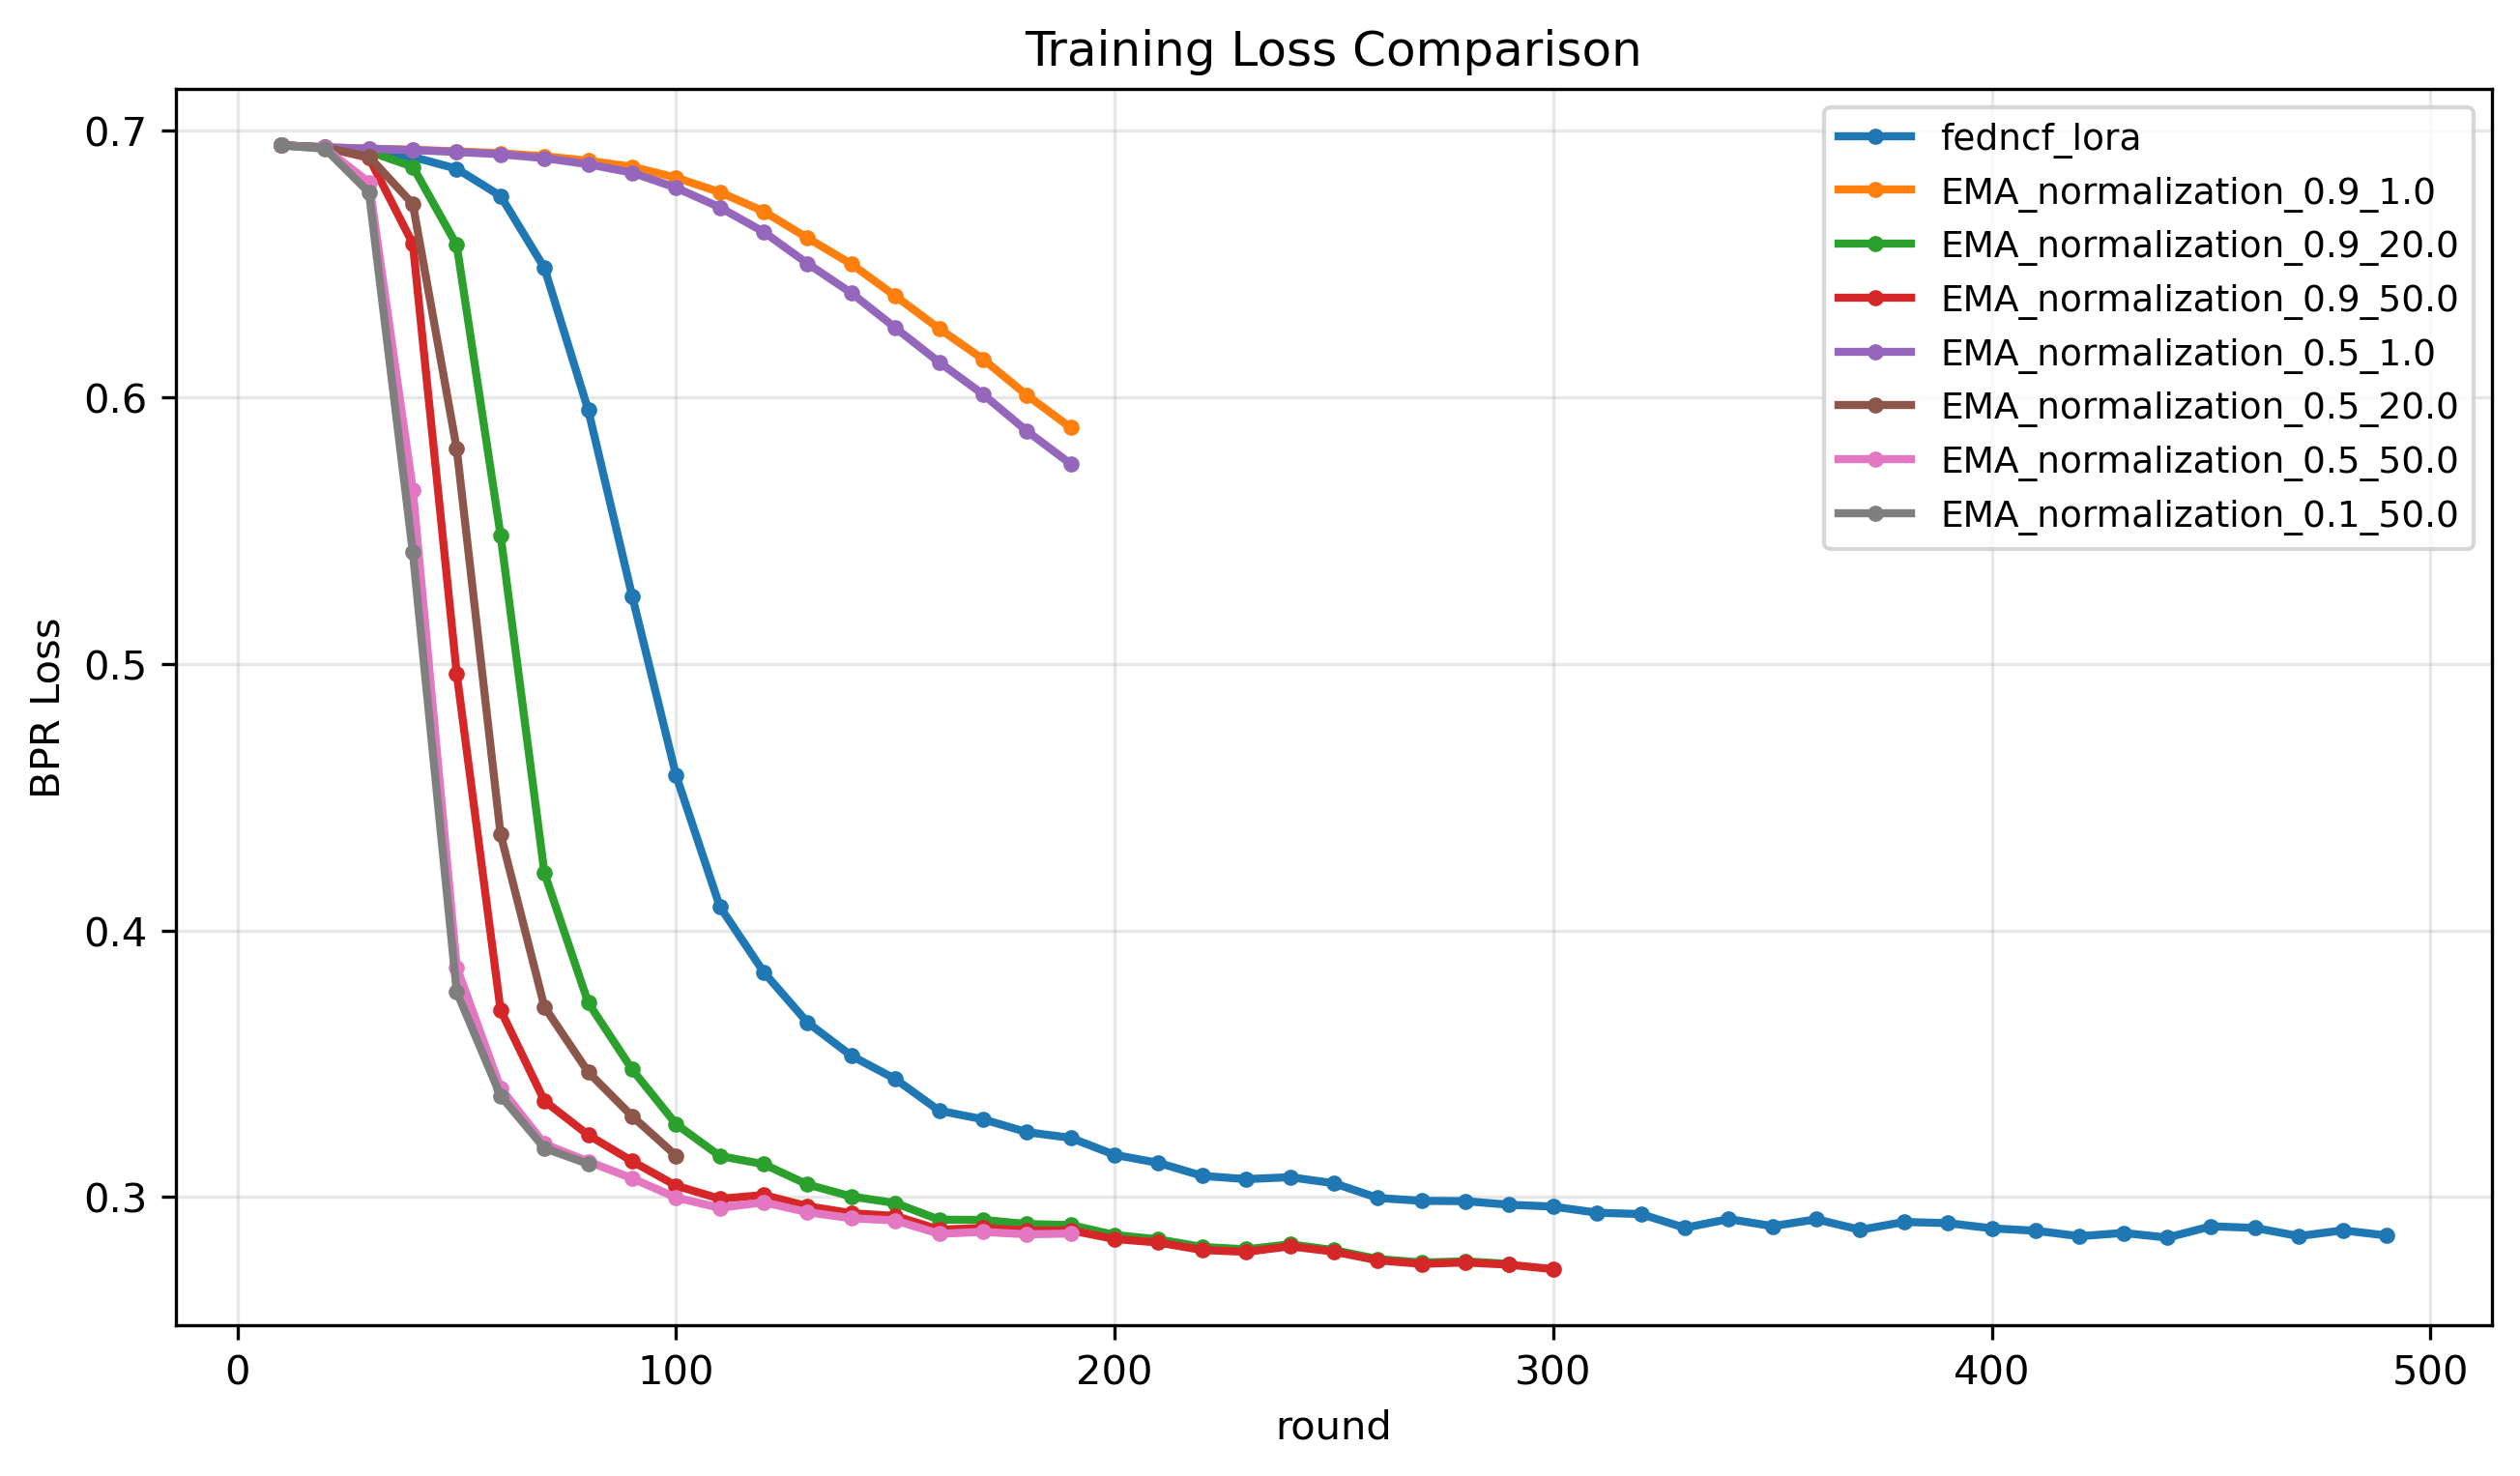 Training Loss Comparison
fedncf_lora
EMA_normalization_0.9_1.0
EMA_normalization_0.9_20.0
EMA_normalization_0.9_50.0
EMA_normalization_0.5_1.0
EMA_normalization_0.5_20.0
EMA_normalization_0.5_50.0
EMA_normalization_0.1_50.0
BPR Loss
0.7
0.6
0.5
0.4
0.3
0
100
200
300
400
500
round